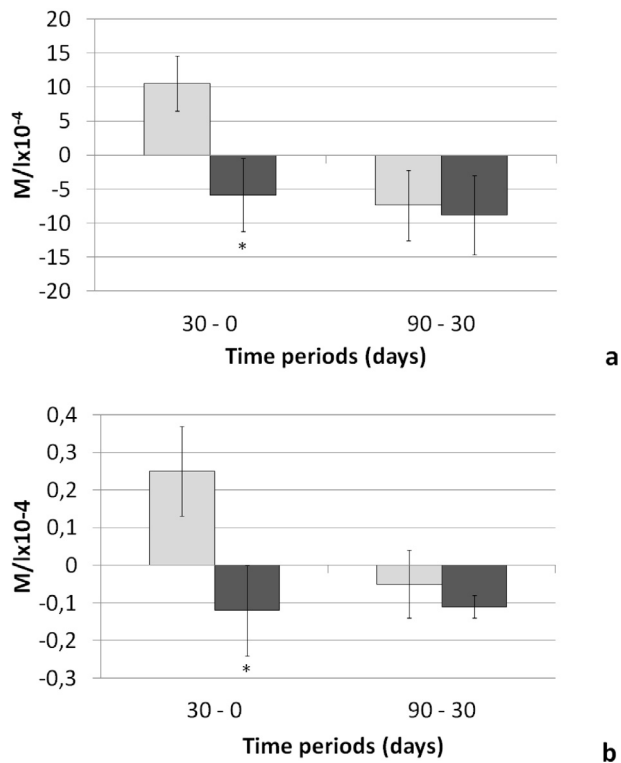 20
15
10
5
0
-5
-10
-15
-20
M/lx10⁻⁴
*
30 - 0
90 - 30
Time periods (days)
a
0,4
0,3
0,2
0,1
0
-0,1
-0,2
-0,3
M/lx10-4
*
30 - 0
90 - 30
Time periods (days)
b